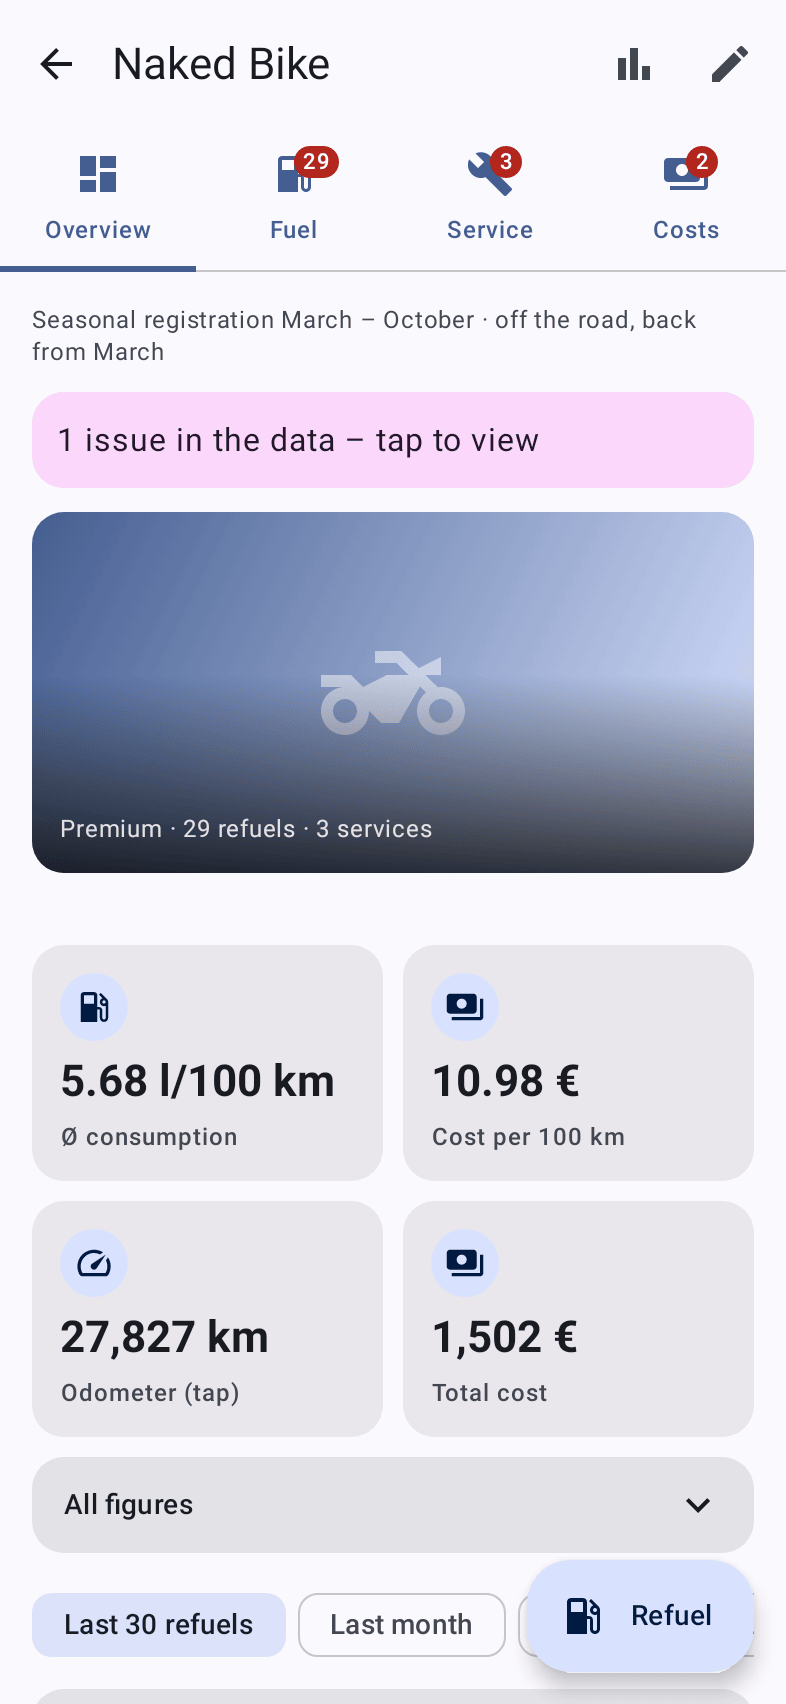 Naked Bike
29
3
2
Overview
Fuel
Service
Costs
Seasonal registration March – October · off the road, back
from March
1 issue in the data – tap to view
Premium · 29 refuels · 3 services
5.68 l/100 km
Ø consumption
10.98 €
Cost per 100 km
27,827 km
Odometer (tap)
1,502 €
Total cost
All figures
Last 30 refuels
Last month
Refuel